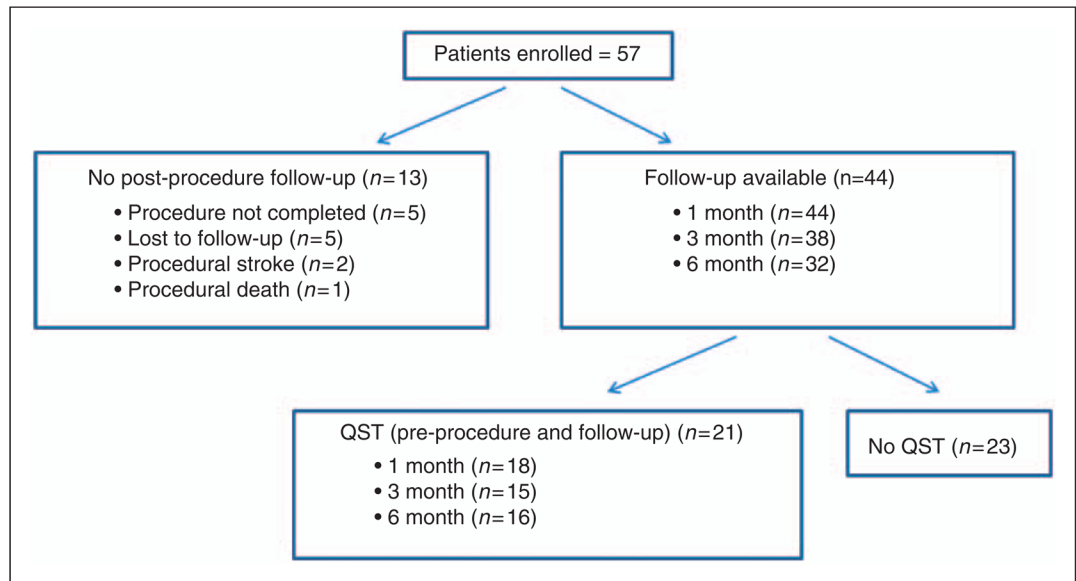 Patients enrolled = 57
No post-procedure follow-up (n=13)
• Procedure not completed (n=5)
• Lost to follow-up (n=5)
• Procedural stroke (n=2)
• Procedural death (n=1)
Follow-up available (n=44)
• 1 month (n=44)
• 3 month (n=38)
• 6 month (n=32)
QST (pre-procedure and follow-up) (n=21)
• 1 month (n=18)
• 3 month (n=15)
• 6 month (n=16)
No QST (n=23)